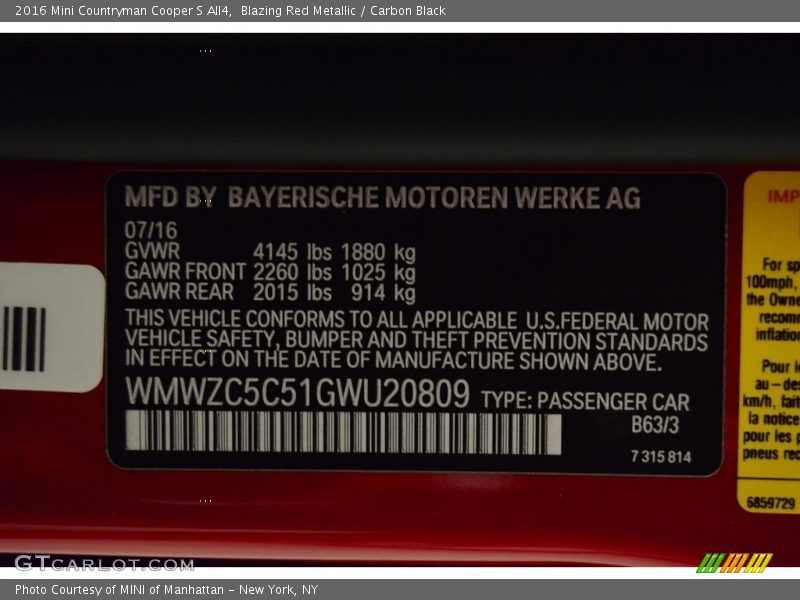 2016 Mini Countryman Cooper S All4,  Blazing Red Metallic / Carbon Black
MFD BY BAYERISCHE MOTOREN WERKE AG
07/16
GVWR 4145 lbs 1880 kg
GAWR FRONT 2260 lbs 1025 kg
GAWR REAR 2015 lbs 914 kg
THIS VEHICLE CONFORMS TO ALL APPLICABLE U.S.FEDERAL MOTOR
VEHICLE SAFETY, BUMPER AND THEFT PREVENTION STANDARDS
IN EFFECT ON THE DATE OF MANUFACTURE SHOWN ABOVE.
WMWZC5C51GWU20809 TYPE: PASSENGER CAR
B63/3
7 315 814
IMP
For sp
100mph,
the Owne
recomm
inflation
Pour l
au – des
km/h, fait
la notice
pour les p
pneus rec
6859729
GTCARLOT.COM
Photo Courtesy of MINI of Manhattan – New York, NY